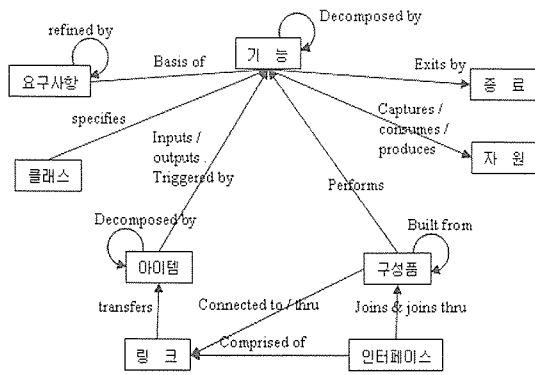 Decomposed by
refined by
기 능
Basis of
Exits by
요구사항
종 료
Captures /
consumes /
produces
specifies
자 원
Inputs /
outputs .
Triggered by
클래스
Performs
Decomposed by
Built from
아이템
구성품
transfers
Connected to / thru
Joins & joins thru
Comprised of
링 크
인터페이스